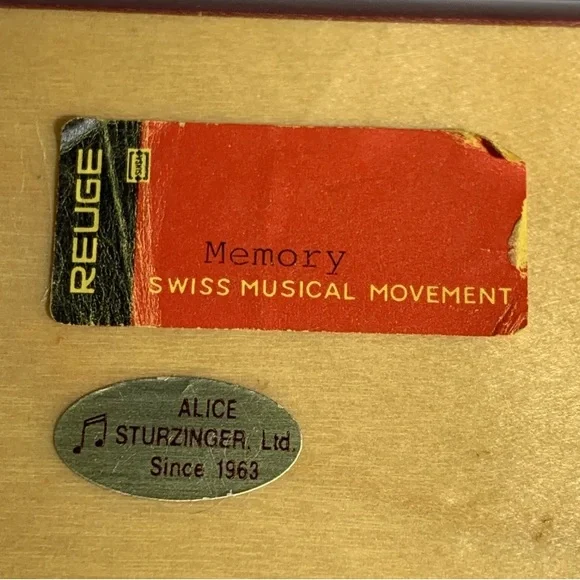 REUGE
Memory
SWISS MUSICAL MOVEMENT
ALICE
STURZINGER, Ltd.
Since 1963